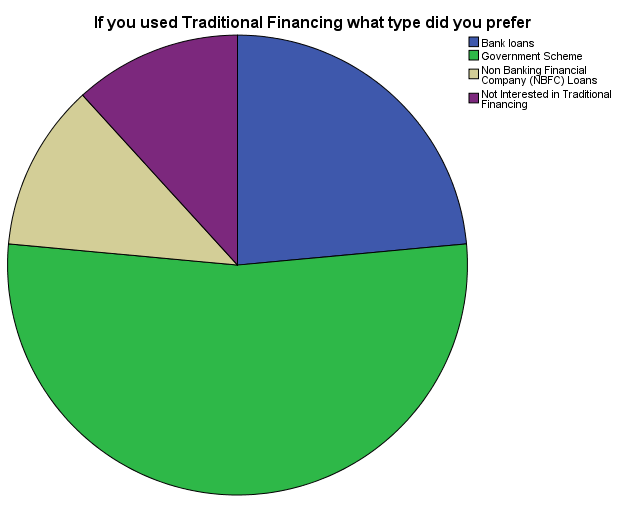 If you used Traditional Financing what type did you prefer
Bank loans
Government Scheme
Non Banking Financial
Company (NBFC) Loans
Not Interested in Traditional
Financing